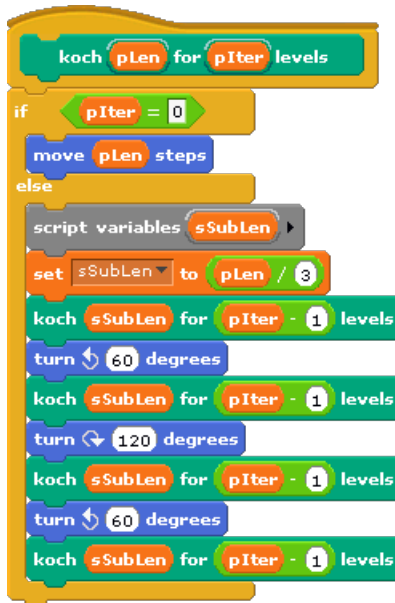 koch pLen for pIter levels
if pIter = 0
move pLen steps
else
script variables sSubLen
set sSubLen to pLen / 3
koch sSubLen for pIter - 1 levels
turn 60 degrees
koch sSubLen for pIter - 1 levels
turn 120 degrees
koch sSubLen for pIter - 1 levels
turn 60 degrees
koch sSubLen for pIter - 1 levels